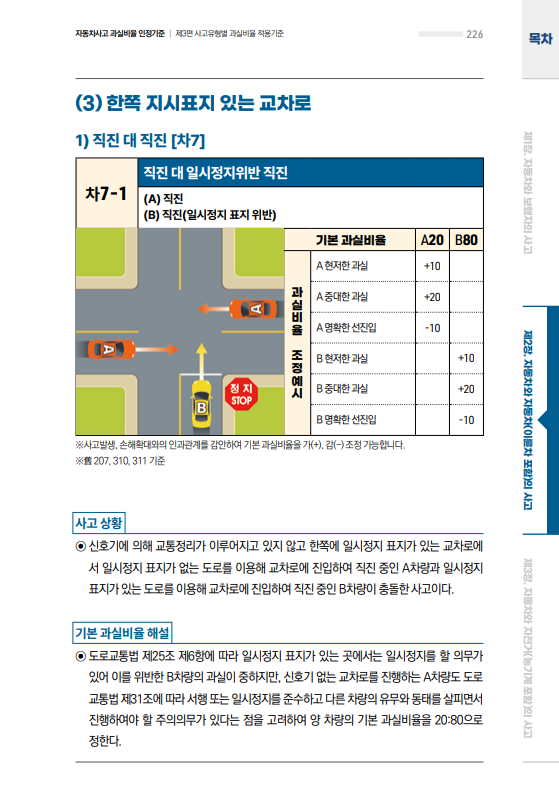 자동차사고 과실비율 인정기준 | 제3편 사고유형별 과실비율 적용기준
226
목차
(3) 한쪽 지시표지 있는 교차로
1) 직진 대 직진 [차7]
차7-1
직진 대 일시정지위반 직진
(A) 직진
(B) 직진(일시정지 표지 위반)
기본 과실비율 A20 B80
과실비율 조정예시
A 현저한 과실 +10
A 중대한 과실 +20
A 명확한 선진입 -10
B 현저한 과실 +10
B 중대한 과실 +20
B 명확한 선진입 -10
A
A
B
정지
STOP
※사고발생, 손해확대와의 인과관계를 감안하여 기본 과실비율을 가(+), 감(-) 조정 가능합니다.
※舊 207, 310, 311 기준
사고 상황
◉ 신호기에 의해 교통정리가 이루어지고 있지 않고 한쪽에 일시정지 표지가 있는 교차로에
서 일시정지 표지가 없는 도로를 이용해 교차로에 진입하여 직진 중인 A차량과 일시정지
표지가 있는 도로를 이용해 교차로에 진입하여 직진 중인 B차량이 충돌한 사고이다.
기본 과실비율 해설
◉ 도로교통법 제25조 제6항에 따라 일시정지 표지가 있는 곳에서는 일시정지를 할 의무가
있어 이를 위반한 B차량의 과실이 중하지만, 신호기 없는 교차로를 진행하는 A차량도 도로
교통법 제31조에 따라 서행 또는 일시정지를 준수하고 다른 차량의 유무와 동태를 살피면서
진행하여야 할 주의의무가 있다는 점을 고려하여 양 차량의 기본 과실비율을 20:80으로
정한다.
제1장. 자동차와 보행자의 사고
제2장. 자동차와 자동차(이륜차 포함)의 사고
제3장. 자동차와 자전거(농기계 포함)의 사고